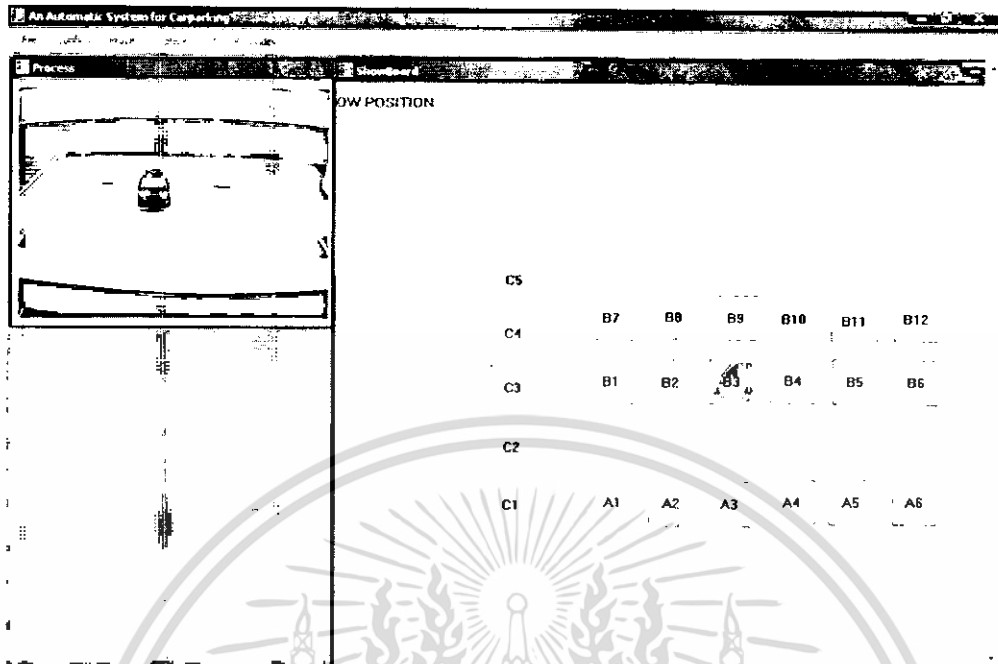 An Automatic System for Carparking
Process
ShowBoard
OW POSITION
C5
B7 B8 B9 B10 B11 B12
C4
C3 B1 B2 B3 B4 B5 B6
C2
C1 A1 A2 A3 A4 A5 A6